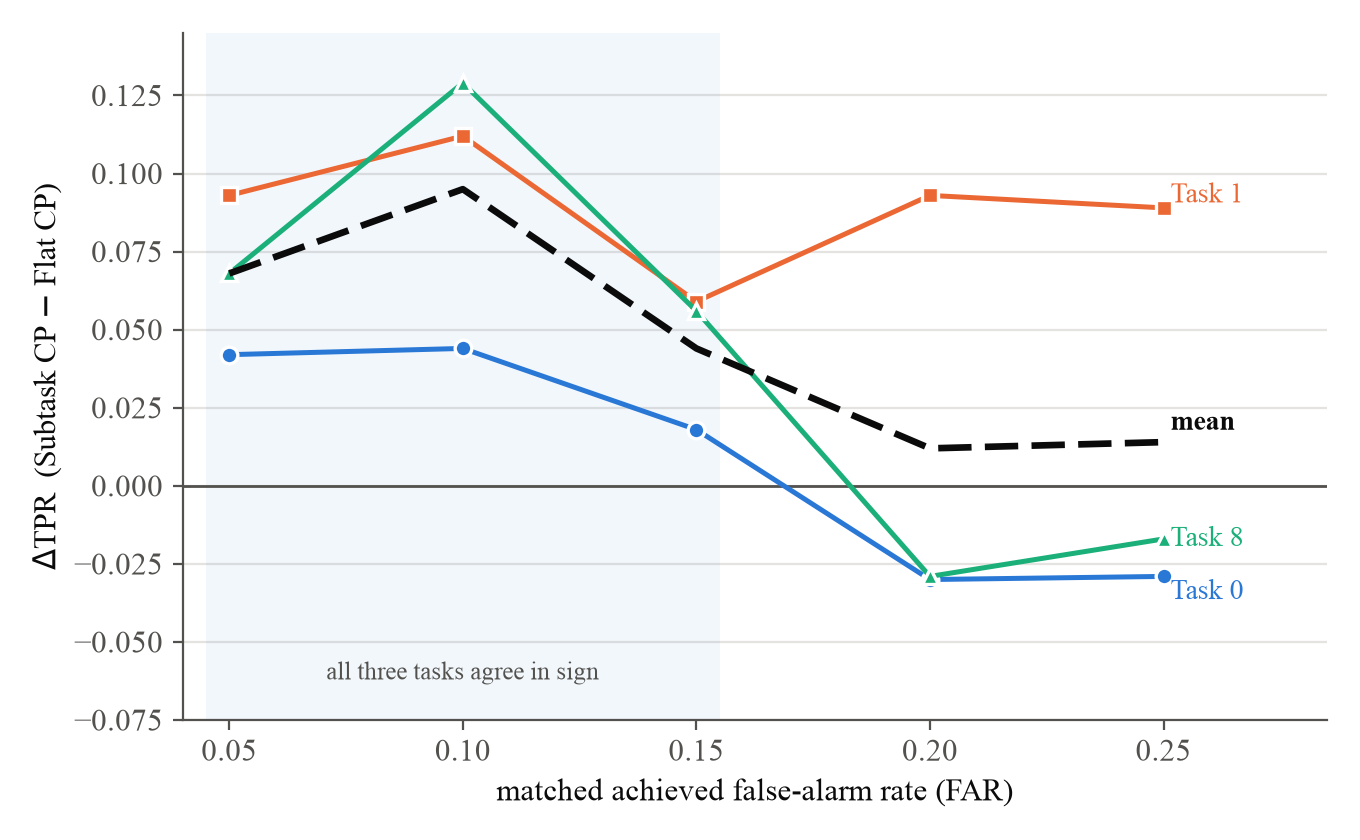 0.125
0.100
0.075
0.050
0.025
0.000
−0.025
−0.050
−0.075
ΔTPR (Subtask CP − Flat CP)
Task 1
mean
Task 8
Task 0
all three tasks agree in sign
0.05 0.10 0.15 0.20 0.25
matched achieved false-alarm rate (FAR)